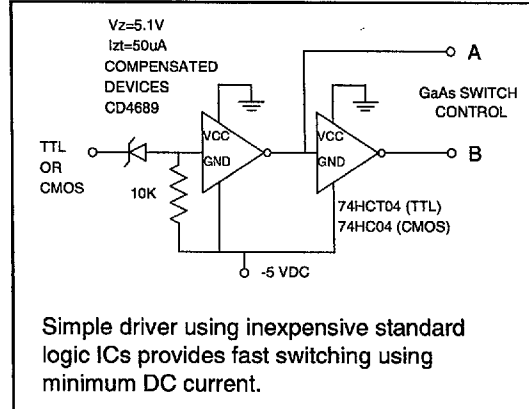 Vz=5.1V
Izt=50uA
COMPENSATED
DEVICES
CD4689
A
GaAs SWITCH
CONTROL
VCC
GND
VCC
GND
TTL
OR
CMOS
B
10K
74HCT04 (TTL)
74HC04 (CMOS)
-5 VDC
Simple driver using inexpensive standard
logic ICs provides fast switching using
minimum DC current.